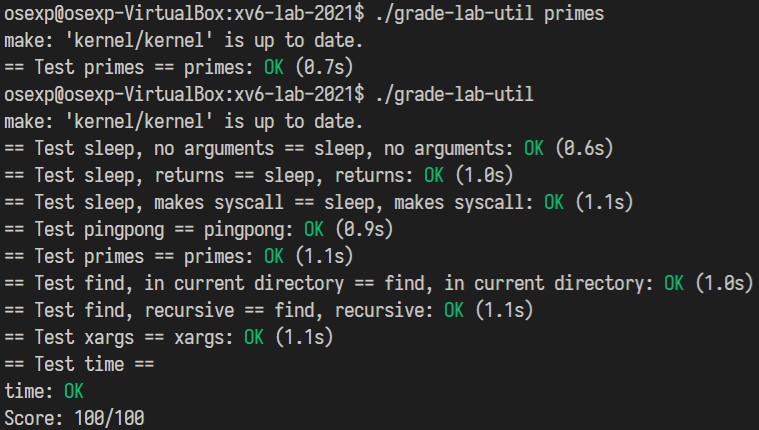 osexp@osexp-VirtualBox:xv6-lab-2021$ ./grade-lab-util primes
make: 'kernel/kernel' is up to date.
== Test primes == primes: OK (0.7s)
osexp@osexp-VirtualBox:xv6-lab-2021$ ./grade-lab-util
make: 'kernel/kernel' is up to date.
== Test sleep, no arguments == sleep, no arguments: OK (0.6s)
== Test sleep, returns == sleep, returns: OK (1.0s)
== Test sleep, makes syscall == sleep, makes syscall: OK (1.1s)
== Test pingpong == pingpong: OK (0.9s)
== Test primes == primes: OK (1.1s)
== Test find, in current directory == find, in current directory: OK (1.0s)
== Test find, recursive == find, recursive: OK (1.1s)
== Test xargs == xargs: OK (1.1s)
== Test time ==
time: OK
Score: 100/100